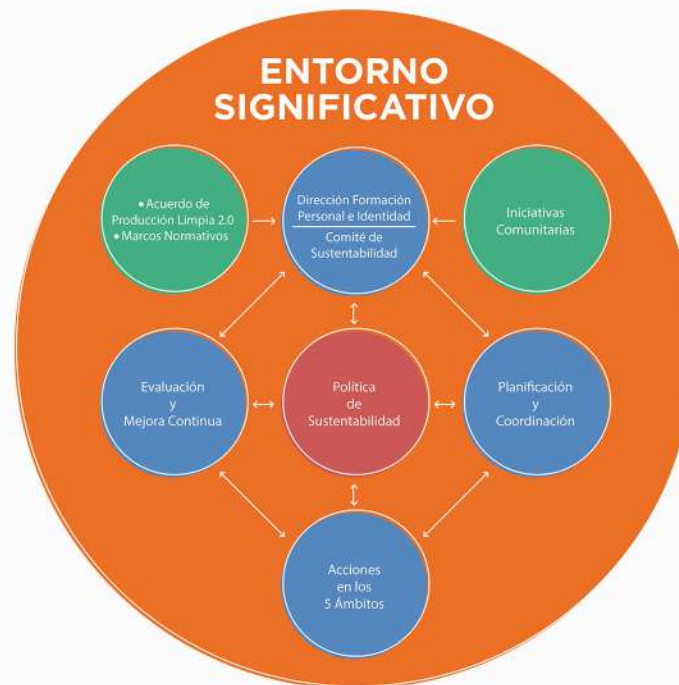 ENTORNO
SIGNIFICATIVO
• Acuerdo de
Producción Limpia 2.0
• Marcos Normativos
Dirección Formación
Personal e Identidad
Comité de
Sustentabilidad
Iniciativas
Comunitarias
Evaluación
y
Mejora Continua
Política
de
Sustentabilidad
Planificación
y
Coordinación
Acciones
en los
5 Ámbitos